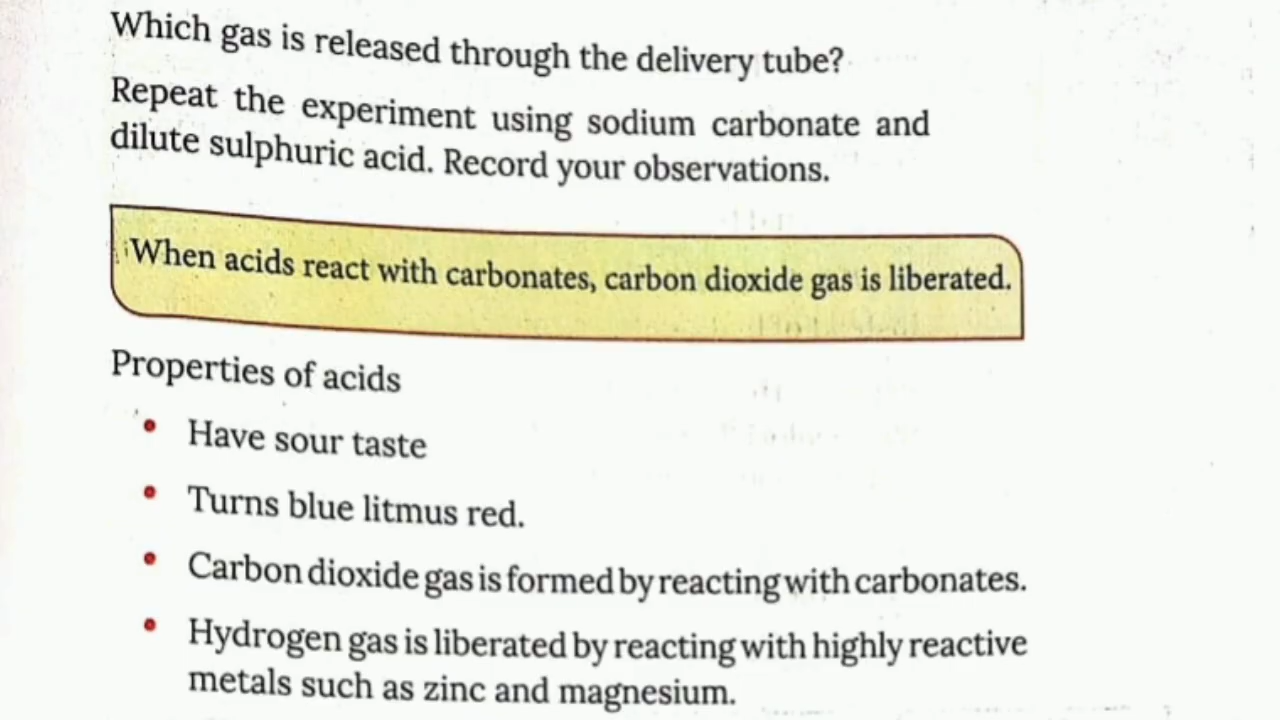 Which gas is released through the delivery tube?
Repeat the experiment using sodium carbonate and
dilute sulphuric acid. Record your observations.
When acids react with carbonates, carbon dioxide gas is liberated.
Properties of acids
• Have sour taste
• Turns blue litmus red.
• Carbon dioxide gas is formed by reacting with carbonates.
• Hydrogen gas is liberated by reacting with highly reactive
metals such as zinc and magnesium.